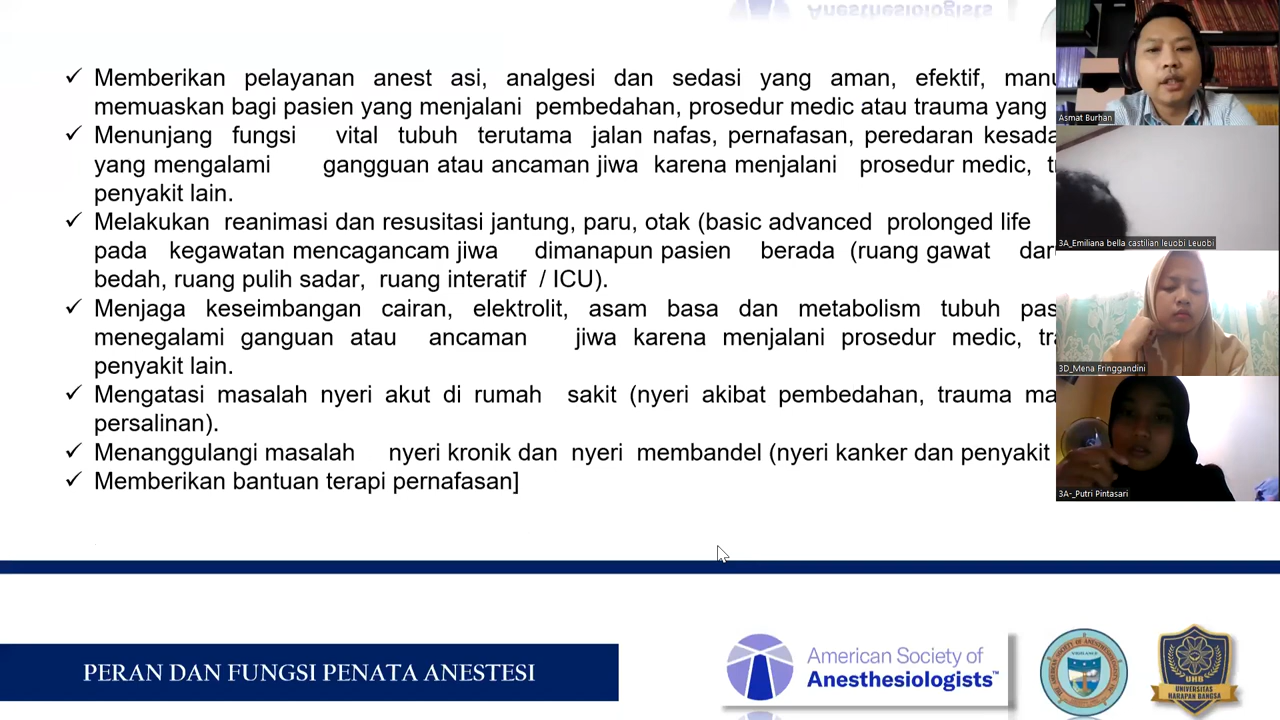 Anesthesiologists
✓ Memberikan pelayanan anest asi, analgesi dan sedasi yang aman, efektif,
memuaskan bagi pasien yang menjalani pembedahan, prosedur medic atau trauma yang
✓ Menunjang fungsi vital tubuh terutama jalan nafas, pernafasan, peredaran
yang mengalami gangguan atau ancaman jiwa karena menjalani prosedur medic,
penyakit lain.
✓ Melakukan reanimasi dan resusitasi jantung, paru, otak (basic advanced prolonged life
pada kegawatan mencagancam jiwa dimanapun pasien berada (ruang gawat
bedah, ruang pulih sadar, ruang interatif / ICU).
✓ Menjaga keseimbangan cairan, elektrolit, asam basa dan metabolism tubuh
menegalami ganguan atau ancaman jiwa karena menjalani prosedur medic,
penyakit lain.
✓ Mengatasi masalah nyeri akut di rumah sakit (nyeri akibat pembedahan, trauma
persalinan).
✓ Menanggulangi masalah nyeri kronik dan nyeri membandel (nyeri kanker dan penyakit
✓ Memberikan bantuan terapi pernafasan]
Asmat Burhan
3A_Emiliana bella castilian leuobi Leuobi
3D_Mena Fringgandini
3A-_Putri Pintasari
PERAN DAN FUNGSI PENATA ANESTESI
American Society of
Anesthesiologists™
UHB
UNIVERSITAS
HARAPAN BANGSA